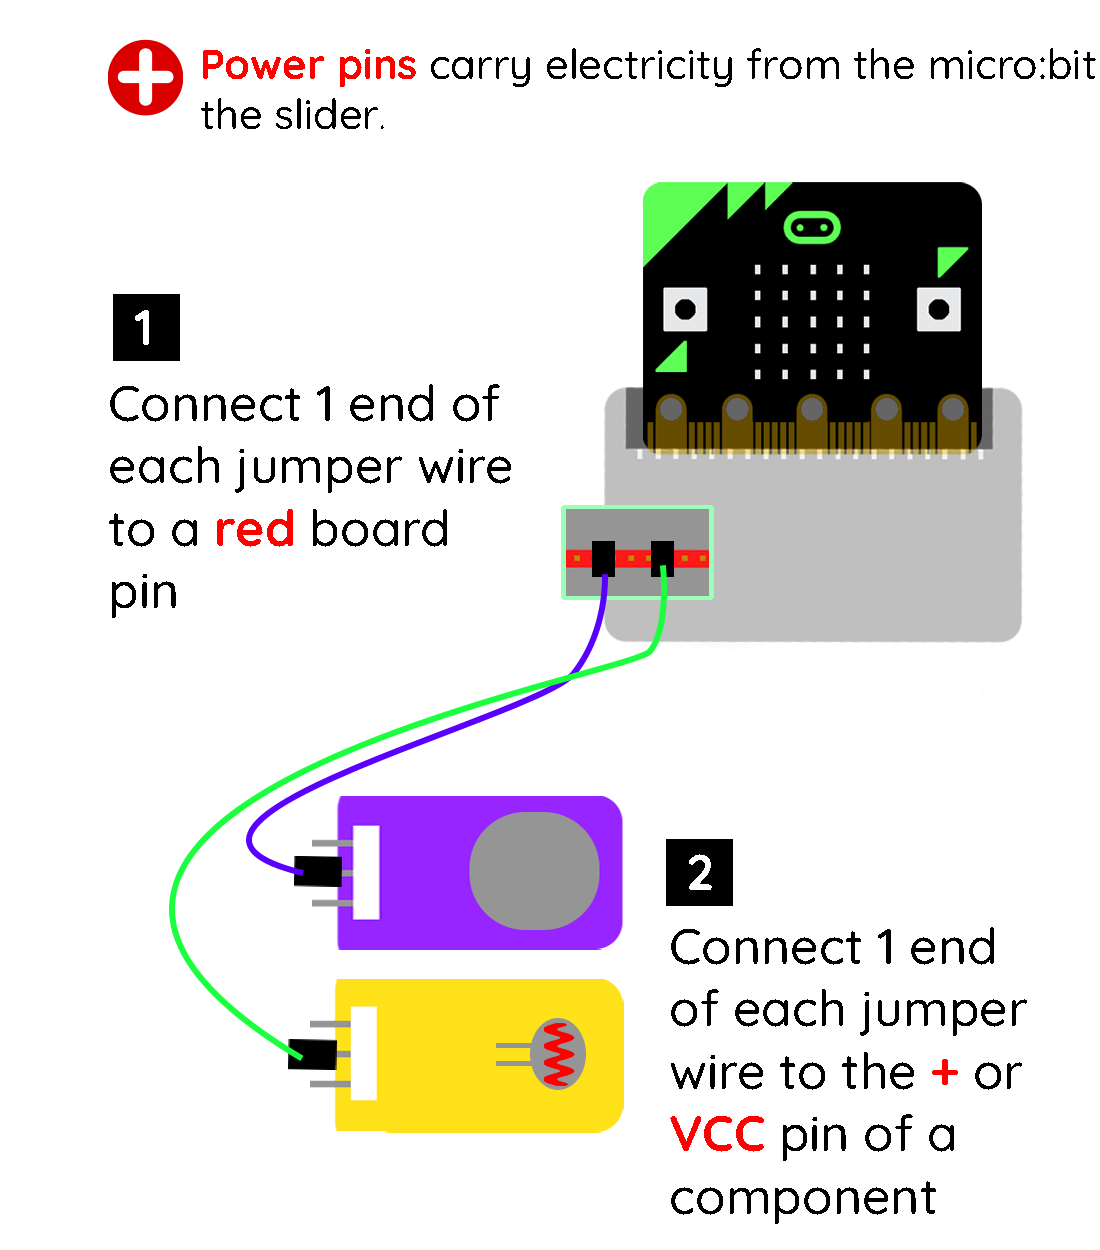 Power pins carry electricity from the micro:bit
the slider.
1
Connect 1 end of
each jumper wire
to a red board
pin
2
Connect 1 end
of each jumper
wire to the + or
VCC pin of a
component